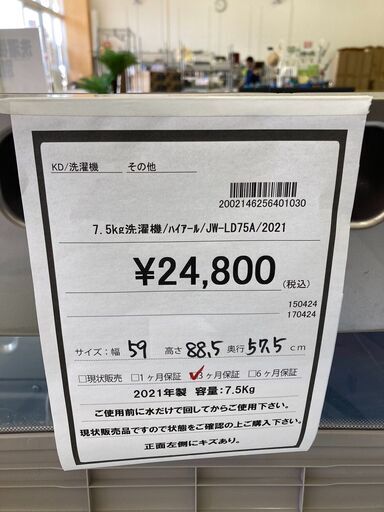 KD/洗濯機 その他
2002146256401030
7.5kg洗濯機/ﾊｲｱｰﾙ/JW-LD75A/2021
¥24,800 (税込)
150424
170424
サイズ:幅 59 高さ 88,5 奥行 57,5 cm
□現状販売 □1ヶ月保証 ☑3ヶ月保証 □6ヶ月保証
2021年製 容量:7.5Kg
ご使用前に水だけで回してからご使用下さい。
現状販売品ですので状態をご確認の上ご購入下さい。
正面左側にキズあり。